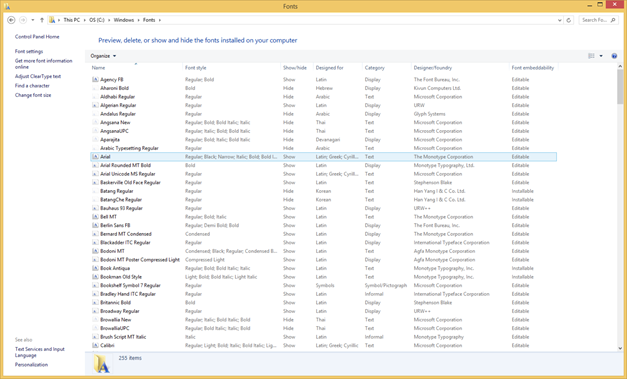 Fonts
This PC ▸ OS (C:) ▸ Windows ▸ Fonts ▸
Search Fo...
Control Panel Home
Font settings
Get more font information
online
Adjust ClearType text
Find a character
Change font size
See also
Text Services and Input
Language
Personalization
Preview, delete, or show and hide the fonts installed on your computer
Organize
Name Font style Show/hide Designed for Category Designer/Foundry Font embeddability
Agency FB Regular; Bold Show Latin Display The Font Bureau, Inc. Editable
Aharoni Bold Bold Hide Hebrew Display Kivun Computers Ltd. Editable
Aldhabi Regular Regular Hide Arabic Text Microsoft Corporation Editable
Algerian Regular Regular Show Latin Display URW Editable
Andalus Regular Regular Hide Arabic Display Glyph Systems Editable
Angsana New Regular; Bold; Bold Italic; Italic Hide Thai Text Microsoft Corporation Editable
AngsanaUPC Regular; Italic; Bold; Bold Italic Hide Thai Text Microsoft Corporation Editable
Aparajita Regular; Bold; Bold Italic; Italic Hide Devanagari Text Microsoft Corporation Editable
Arabic Typesetting Regular Regular Hide Arabic Text Microsoft Corporation Editable
Arial Regular; Black; Narrow; Italic; Bold; Bold I... Show Latin; Greek; Cyrilli... Text The Monotype Corporation Editable
Arial Rounded MT Bold Bold Show Latin Display Monotype Typography, Ltd. Editable
Arial Unicode MS Regular Regular Show Latin; Greek; Cyrilli... Text Monotype Corporation Editable
Baskerville Old Face Regular Regular Show Latin Text Stephenson Blake Editable
Batang Regular Regular Hide Korean Text Han Yang I & C Co. Ltd. Installable
BatangChe Regular Regular Hide Korean Text Han Yang I & C Co. Ltd. Installable
Bauhaus 93 Regular Regular Show Latin Display URW++ Editable
Bell MT Regular; Bold; Italic Show Latin Text The Monotype Corporation Editable
Berlin Sans FB Regular; Demi Bold; Bold Show Latin Display The Font Bureau, Inc. Editable
Bernard MT Condensed Condensed Show Latin Display The Monotype Corporation Editable
Blackadder ITC Regular Regular Show Latin Display International Typeface Corporation Editable
Bodoni MT Condensed; Black; Regular; Condensed B... Show Latin Display Agfa Monotype Corporation Editable
Bodoni MT Poster Compressed Light Compressed Light Show Latin Display Agfa Monotype Corporation Editable
Book Antique Regular; Bold; Bold Italic; Italic Show Latin Text Monotype Typography, Inc. Installable
Bookman Old Style Light; Bold; Bold Italic; Light Italic Show Latin Text Monotype Typography, Inc. Installable
Bookshelf Symbol 7 Regular Regular Show Symbols Symbol/Pictograph Microsoft Corporation Editable
Bradley Hand ITC Regular Regular Show Latin Informal International Typeface Corporation Editable
Britannic Bold Bold Show Latin Display Stephenson Blake Editable
Broadway Regular Regular Show Latin Display Monotype Corporation Editable
Browallia New Regular; Italic; Bold Italic; Bold Hide Thai Text Microsoft Corporation Editable
BrowalliaUPC Regular; Bold Italic; Bold; Italic Hide Thai Text Microsoft Corporation Editable
Brush Script MT Italic Italic Show Latin Informal Monotype Typography Editable
Calibri Regular; Light; Bold; Italic; Bold Italic; Lig... Show Latin; Greek; Cyrillic Text Microsoft Corporation Editable
255 items